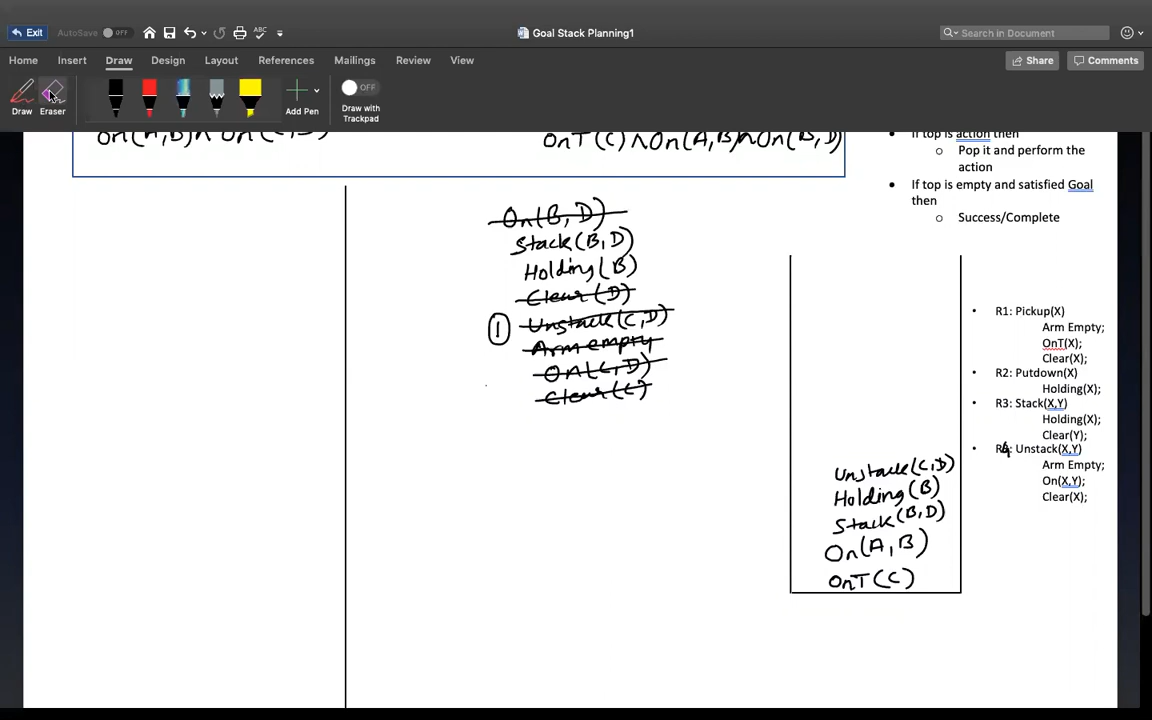 Exit
AutoSave OFF
Goal Stack Planning1
Search in Document
Home Insert Draw Design Layout References Mailings Review View
Share
Comments
Draw
Eraser
Add Pen
OFF
Draw with
Trackpad
OnT(C)∧On(A,B)∧On(B,D)
If top is action then
Pop it and perform the
action
If top is empty and satisfied Goal
then
Success/Complete
On(B,D)
Stack(B,D)
Holding(B)
Clear(D)
① Unstack(C,D)
Arm empty
On(C,D)
Clear(C)
Unstack(C,D)
Holding(B)
Stack(B,D)
On(A,B)
OnT(C)
R1: Pickup(X)
Arm Empty;
OnT(X);
Clear(X);
R2: Putdown(X)
Holding(X);
R3: Stack(X,Y)
Holding(X);
Clear(Y);
R4: Unstack(X,Y)
Arm Empty;
On(X,Y);
Clear(X);